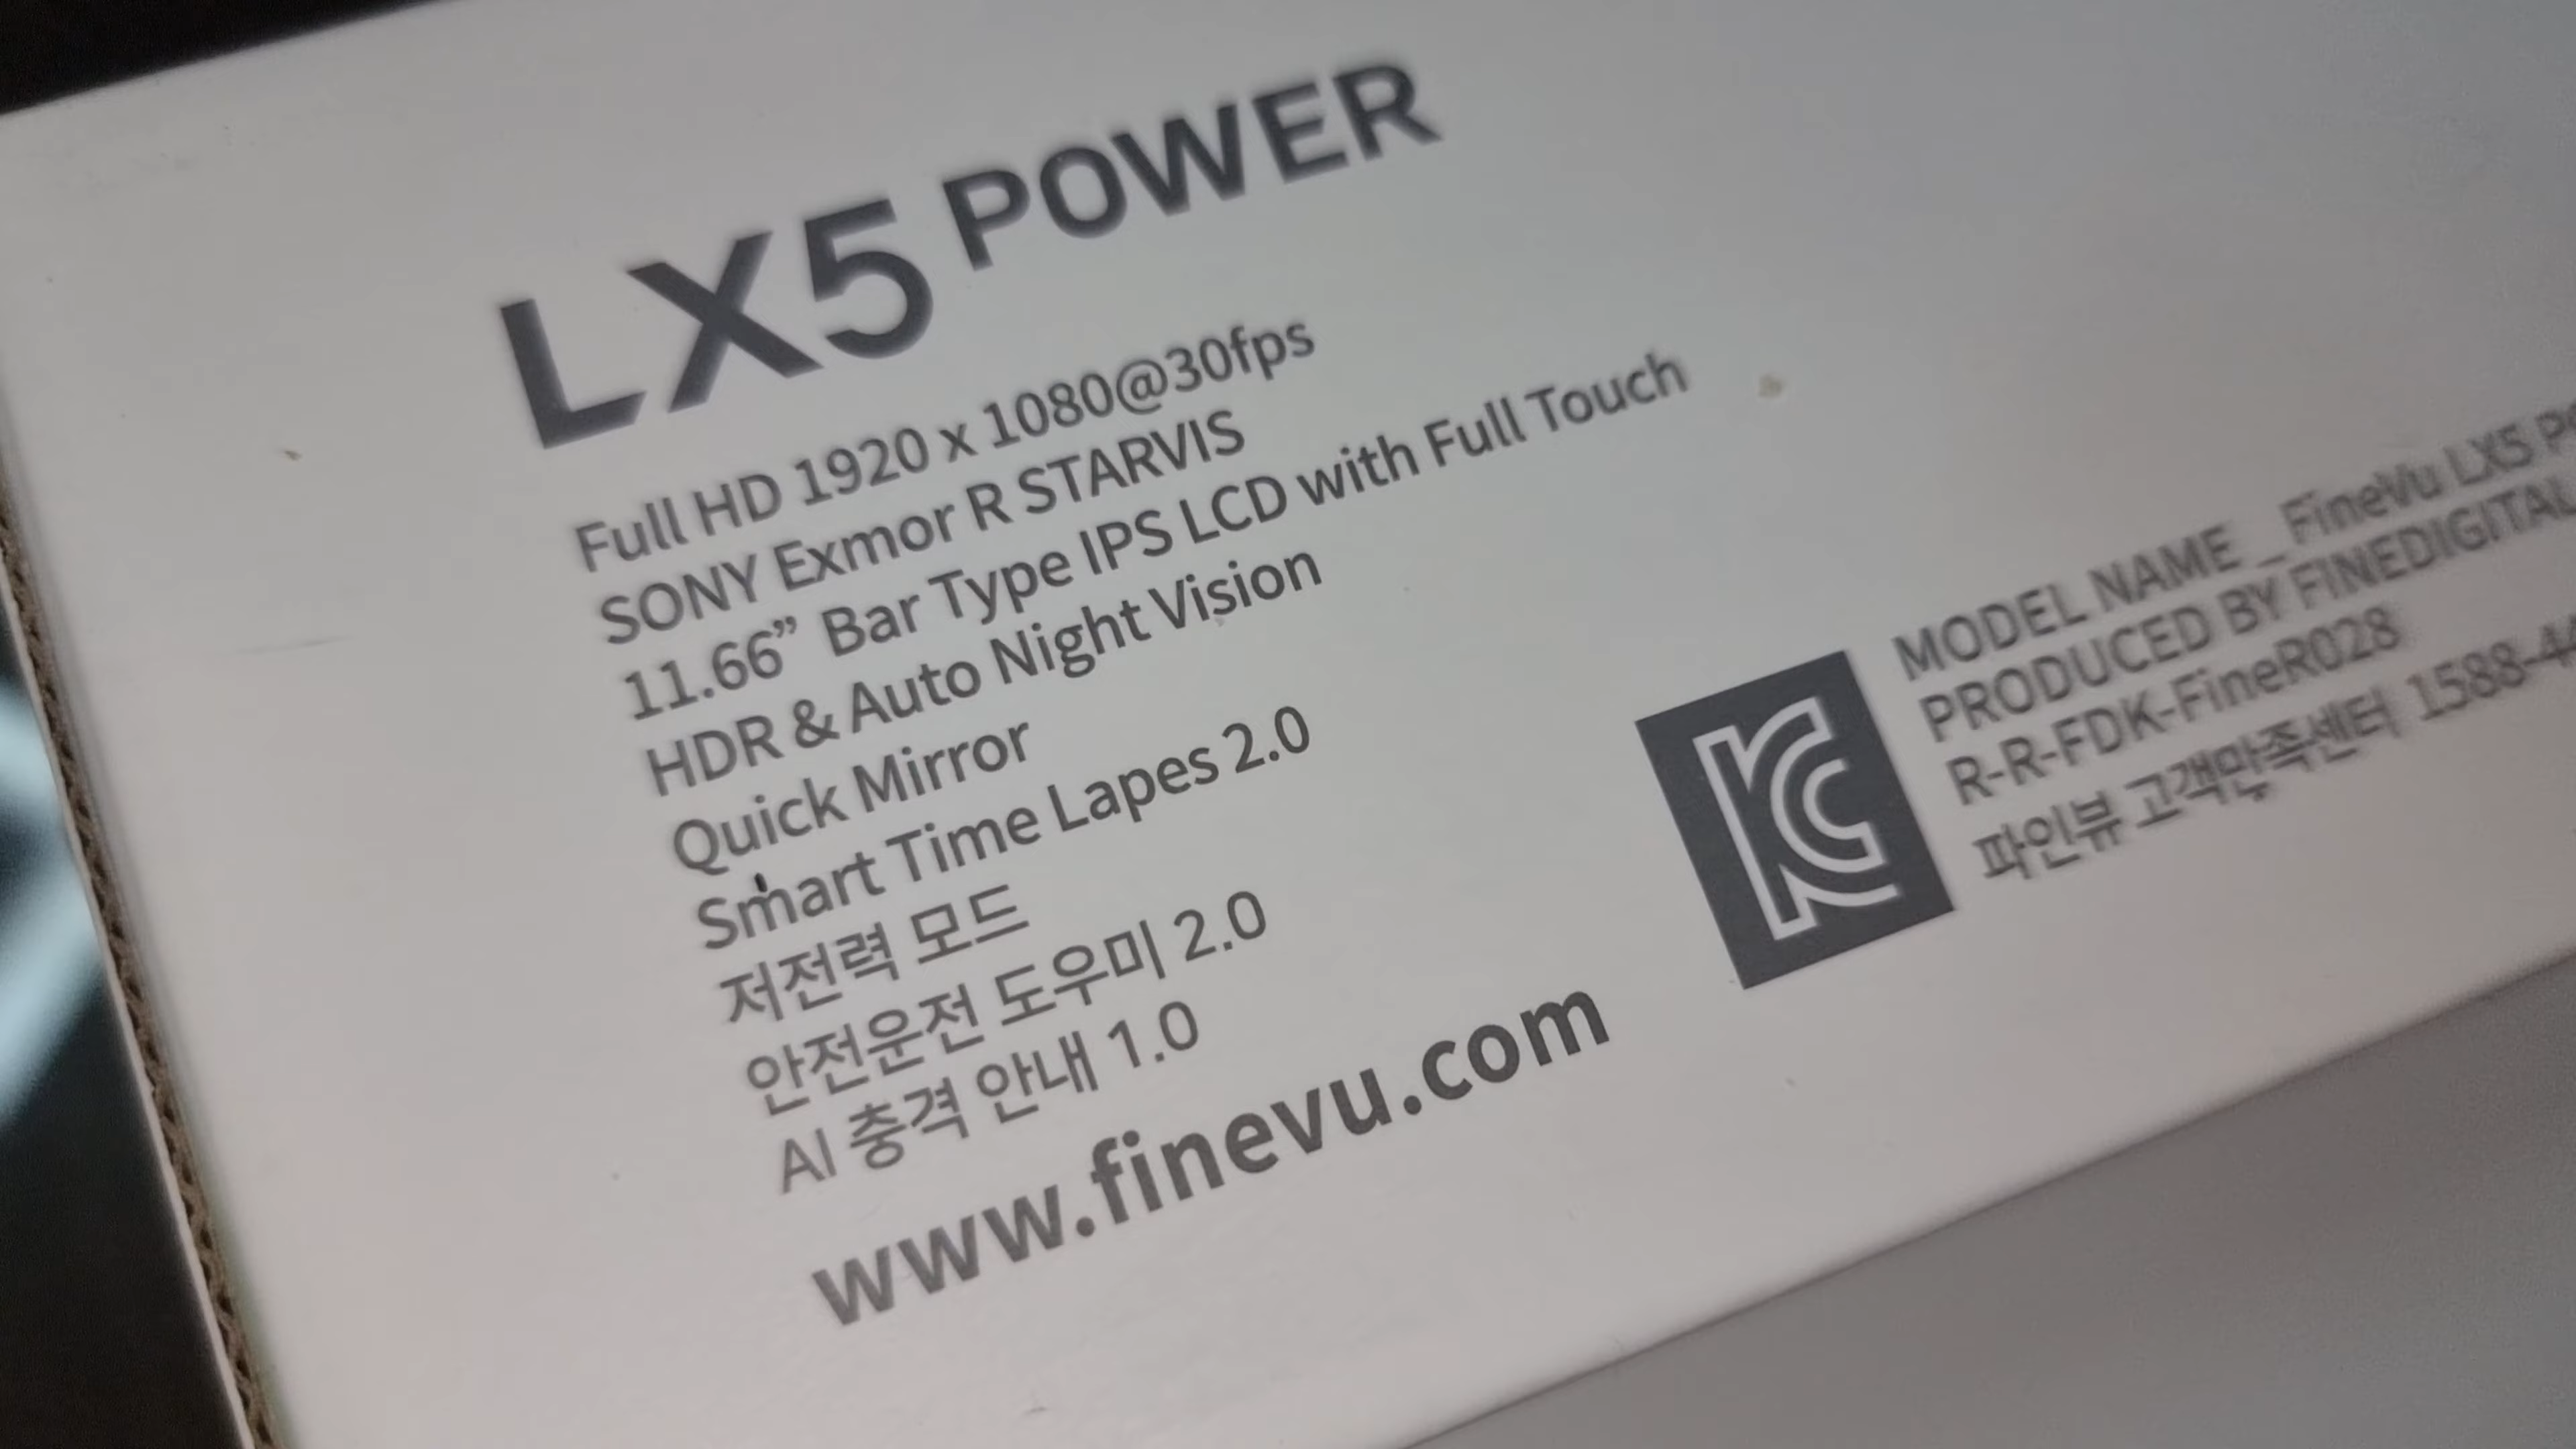 LX5 POWER
Full HD 1920 x 1080@30fps
SONY Exmor R STARVIS
11.66” Bar Type IPS LCD with Full Touch
HDR & Auto Night Vision
Quick Mirror
Smart Time Lapes 2.0
저전력 모드
안전운전 도우미 2.0
AI 충격 안내 1.0
www.finevu.com
MODEL NAME _ FineVu LX5
PRODUCED BY FINEDIGITAL
R-R-FDK-FineR028
파인뷰 고객만족센터